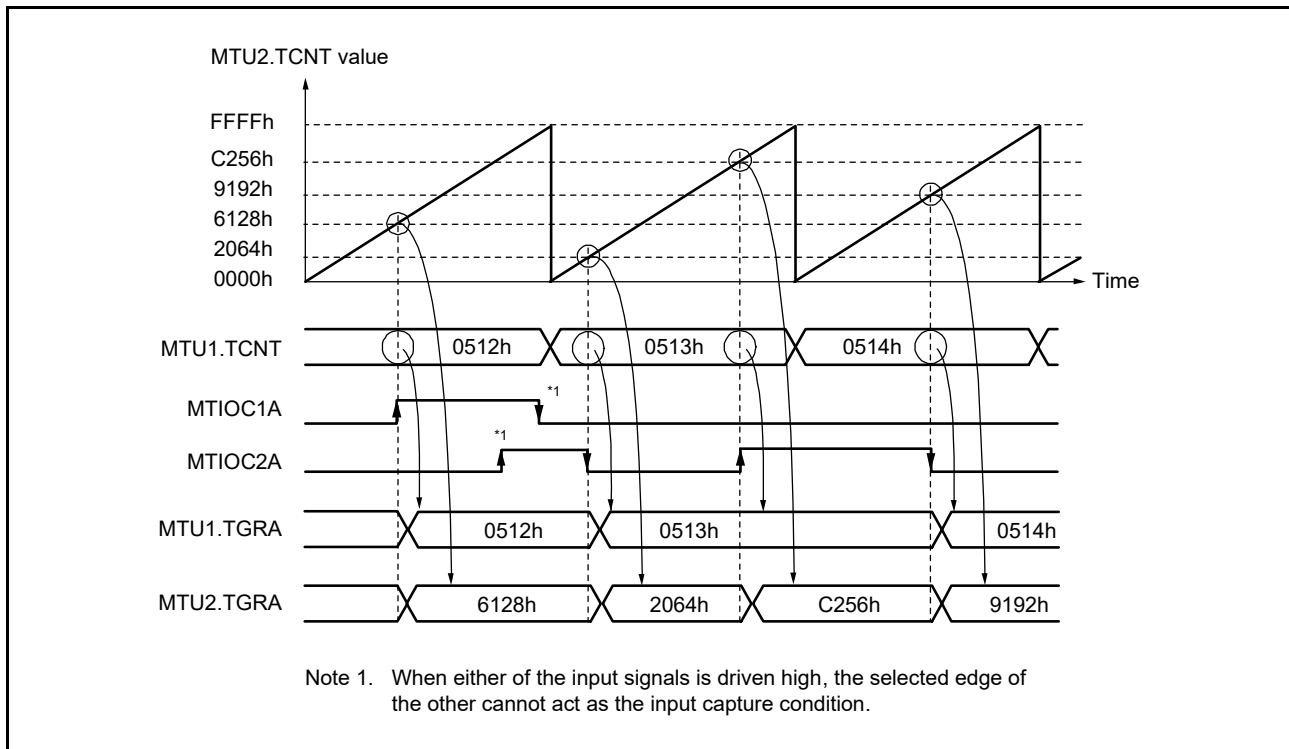 MTU2.TCNT value
FFFFh
C256h
9192h
6128h
2064h
0000h
Time
MTU1.TCNT 0512h 0513h 0514h
MTIOC1A *1
MTIOC2A *1
MTU1.TGRA 0512h 0513h 0514h
MTU2.TGRA 6128h 2064h C256h 9192h
Note 1. When either of the input signals is driven high, the selected edge of
the other cannot act as the input capture condition.